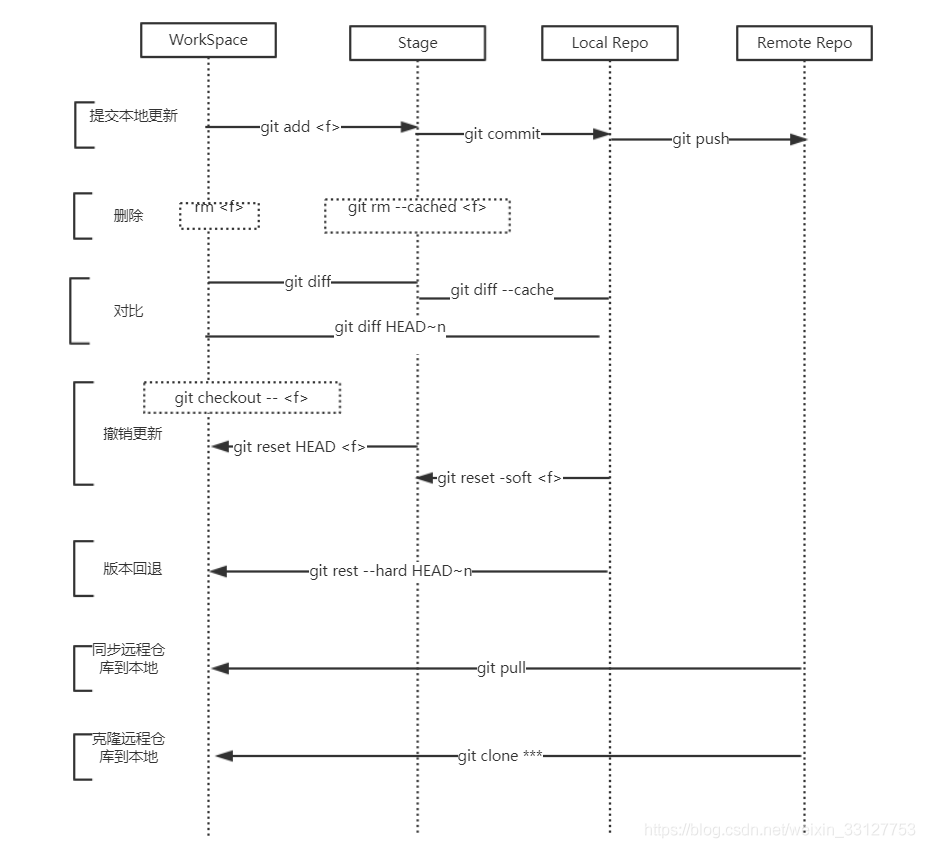 WorkSpace
Stage
Local Repo
Remote Repo
提交本地更新
git add <f>
git commit
git push
删除
rm <f>
git rm --cached <f>
对比
git diff
git diff --cache
git diff HEAD~n
撤销更新
git checkout -- <f>
git reset HEAD <f>
git reset -soft <f>
版本回退
git rest --hard HEAD~n
同步远程仓
库到本地
git pull
克隆远程仓
库到本地
git clone ***
https://blog.csdn.net/weixin_33127753